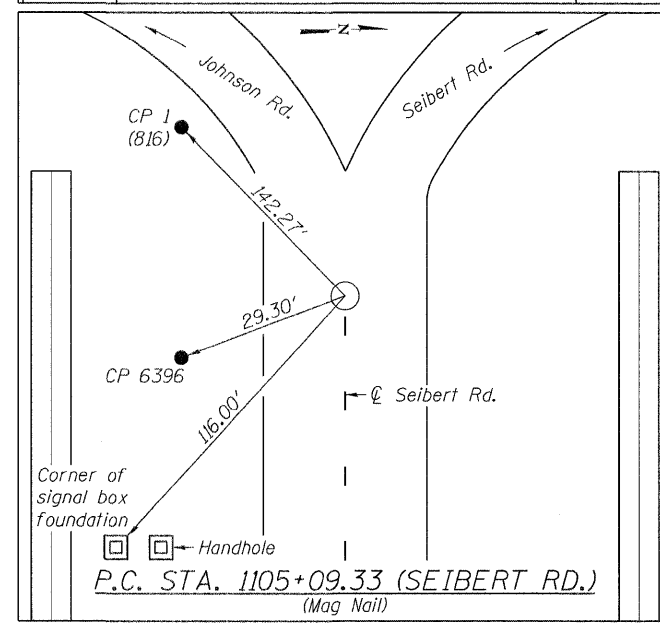 N
Johnson Rd.
Seibert Rd.
CP 1
(816)
142.27'
29.30'
CP 6396
116.00'
℄ Seibert Rd.
Corner of
signal box
foundation
Handhole
P.C. STA. 1105+09.33 (SEIBERT RD.)
(Mag Nail)